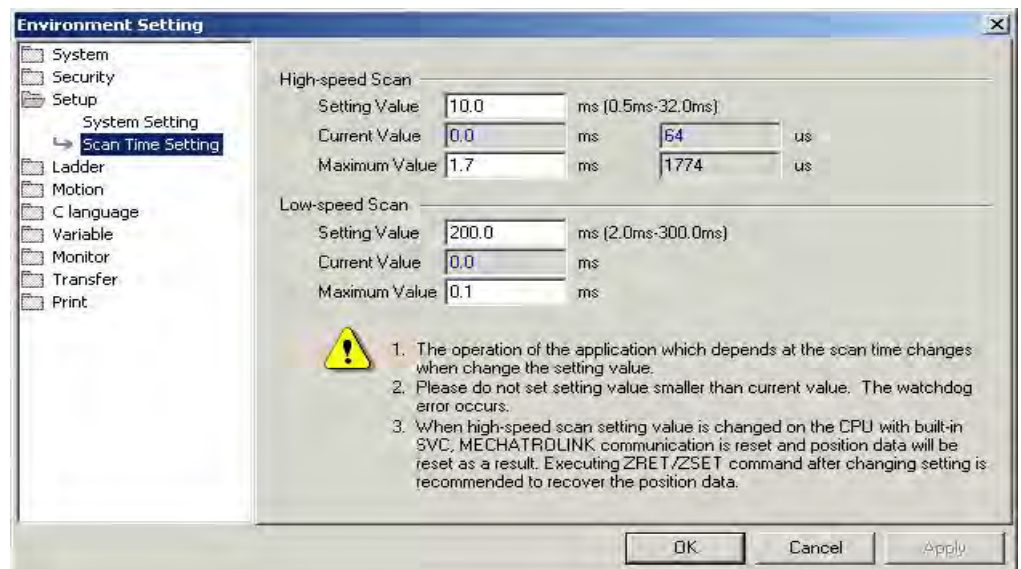 Environment Setting
System
Security
Setup
System Setting
Scan Time Setting
Ladder
Motion
C language
Variable
Monitor
Transfer
Print
High-speed Scan
Setting Value 10.0 ms (0.5ms-32.0ms)
Current Value 0.0 ms 64 us
Maximum Value 1.7 ms 1774 us
Low-speed Scan
Setting Value 200.0 ms (2.0ms-300.0ms)
Current Value 0.0 ms
Maximum Value 0.1 ms
1. The operation of the application which depends at the scan time changes
when change the setting value.
2. Please do not set setting value smaller than current value. The watchdog
error occurs.
3. When high-speed scan setting value is changed on the CPU with built-in
SVC, MECHATROLINK communication is reset and position data will be
reset as a result. Executing ZRET/ZSET command after changing setting is
recommended to recover the position data.
OK Cancel Apply